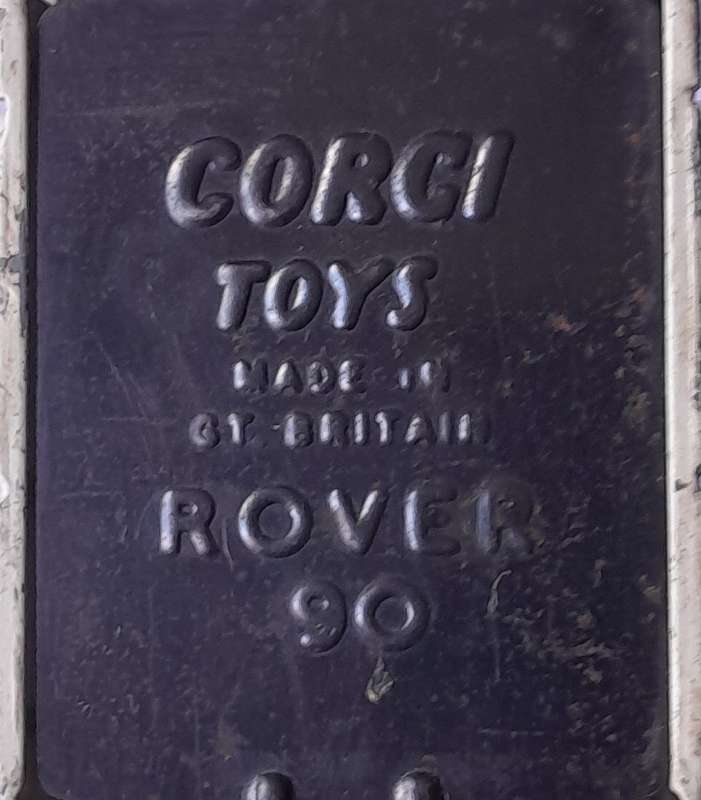 CORGI
TOYS
MADE IN
GT. BRITAIN
ROVER
90